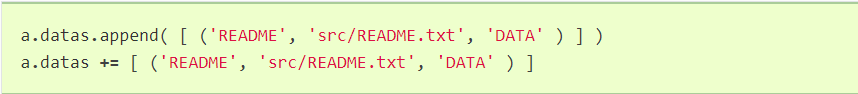 a.datas.append( [ ('README', 'src/README.txt', 'DATA' ) ] )
a.datas += [ ('README', 'src/README.txt', 'DATA' ) ]